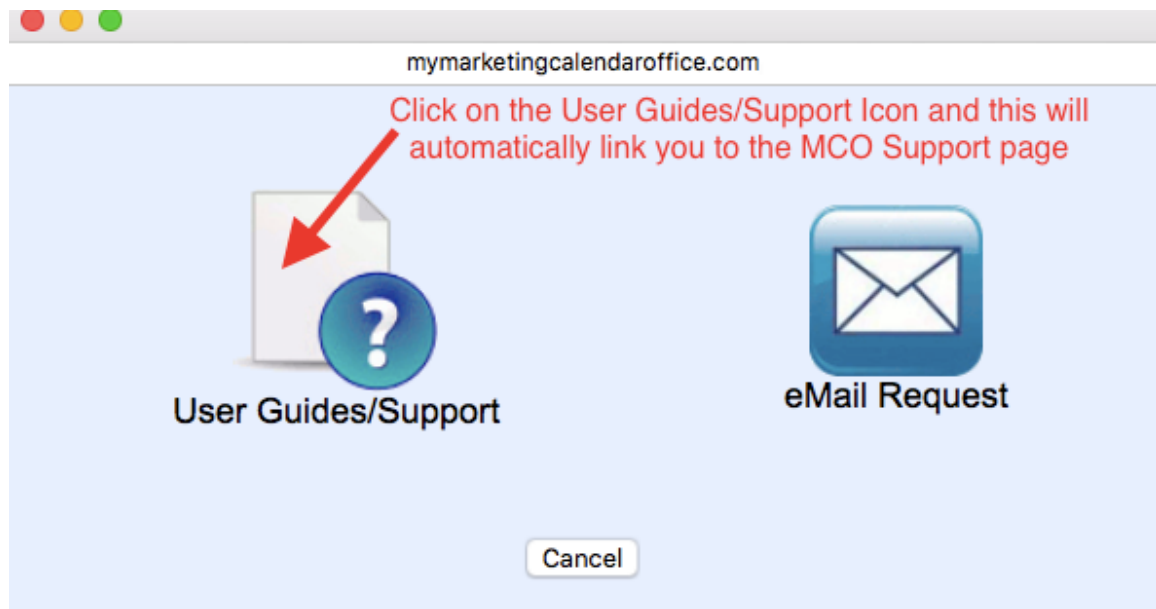 mymarketingcalendaroffice.com
Click on the User Guides/Support Icon and this will
automatically link you to the MCO Support page
?
User Guides/Support
eMail Request
Cancel